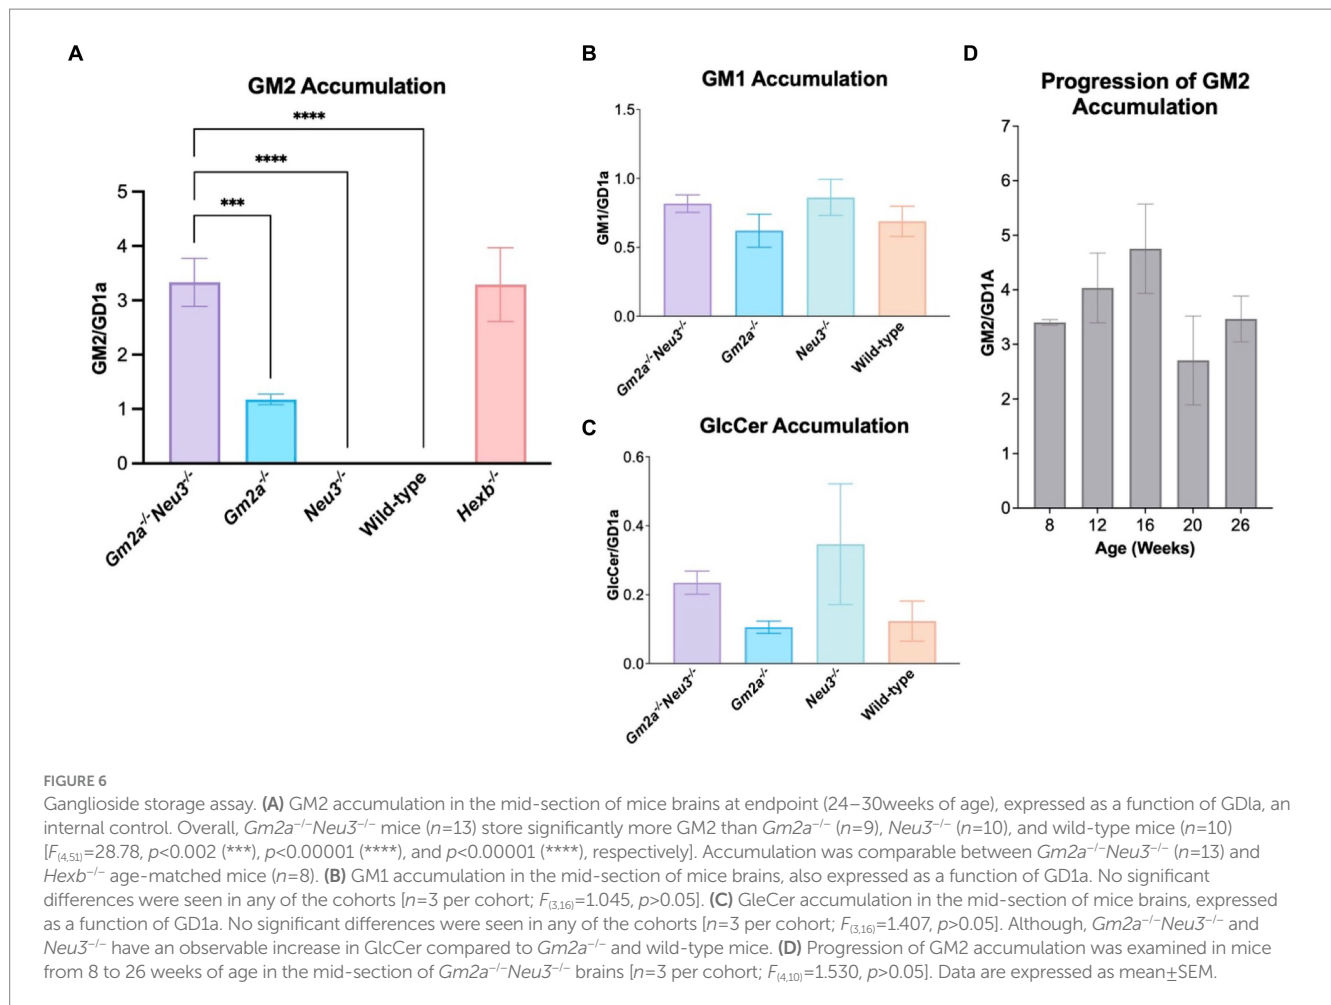 A
GM2 Accumulation
****
****
***
GM2/GD1a
5
4
3
2
1
0
Gm2a-/-Neu3-/-
Gm2a-/-
Neu3-/-
Wild-type
Hexb-/-
B
GM1 Accumulation
GM1/GD1a
1.5
1.0
0.5
0.0
Gm2a-/-Neu3-/-
Gm2a-/-
Neu3-/-
Wild-type
C
GlcCer Accumulation
GlcCer/GD1a
0.6
0.4
0.2
0.0
Gm2a-/-Neu3-/-
Gm2a-/-
Neu3-/-
Wild-type
D
Progression of GM2
Accumulation
GM2/GD1A
7
6
5
4
3
2
1
0
8 12 16 20 26
Age (Weeks)
FIGURE 6
Ganglioside storage assay. (A) GM2 accumulation in the mid-section of mice brains at endpoint (24–30weeks of age), expressed as a function of GDla, an
internal control. Overall, Gm2a−/−Neu3−/− mice (n=13) store significantly more GM2 than Gm2a−/− (n=9), Neu3−/− (n=10), and wild-type mice (n=10)
[F(4,51)=28.78, p<0.002 (***), p<0.00001 (****), and p<0.00001 (****), respectively]. Accumulation was comparable between Gm2a−/−Neu3−/− (n=13) and
Hexb−/− age-matched mice (n=8). (B) GM1 accumulation in the mid-section of mice brains, also expressed as a function of GD1a. No significant
differences were seen in any of the cohorts [n=3 per cohort; F(3,16)=1.045, p>0.05]. (C) GleCer accumulation in the mid-section of mice brains, expressed
as a function of GD1a. No significant differences were seen in any of the cohorts [n=3 per cohort; F(3,16)=1.407, p>0.05]. Although, Gm2a−/−Neu3−/− and
Neu3−/− have an observable increase in GlcCer compared to Gm2a−/− and wild-type mice. (D) Progression of GM2 accumulation was examined in mice
from 8 to 26 weeks of age in the mid-section of Gm2a−/−Neu3−/− brains [n=3 per cohort; F(4,10)=1.530, p>0.05]. Data are expressed as mean±SEM.